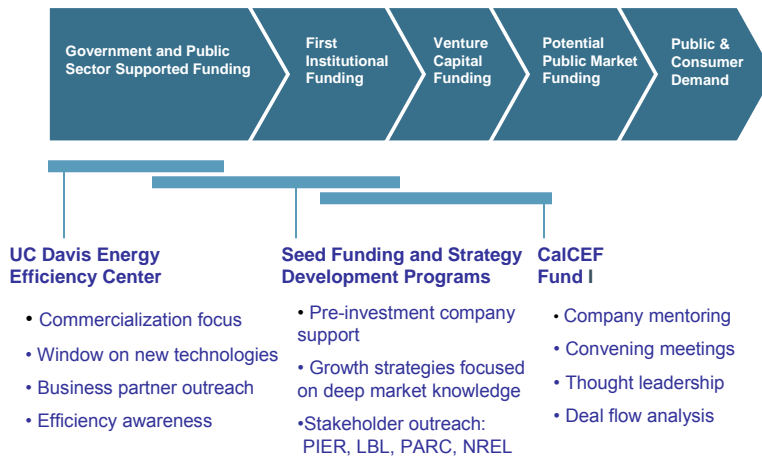 Government and Public
Sector Supported Funding
First
Institutional
Funding
Venture
Capital
Funding
Potential
Public Market
Funding
Public &
Consumer
Demand
UC Davis Energy
Efficiency Center
• Commercialization focus
• Window on new technologies
• Business partner outreach
• Efficiency awareness
Seed Funding and Strategy
Development Programs
• Pre-investment company
support
• Growth strategies focused
on deep market knowledge
•Stakeholder outreach:
PIER, LBL, PARC, NREL
CalCEF
Fund I
• Company mentoring
• Convening meetings
• Thought leadership
• Deal flow analysis